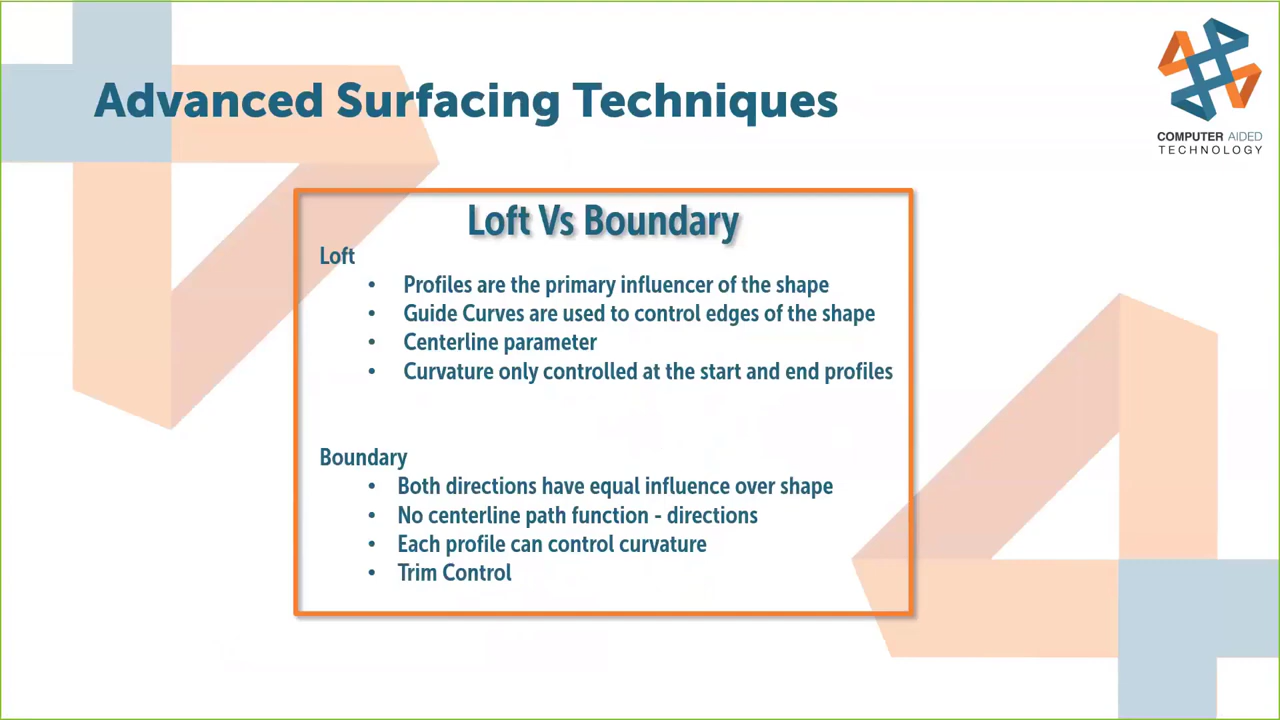 Advanced Surfacing Techniques
COMPUTER AIDED
TECHNOLOGY
Loft Vs Boundary
Loft
• Profiles are the primary influencer of the shape
• Guide Curves are used to control edges of the shape
• Centerline parameter
• Curvature only controlled at the start and end profiles
Boundary
• Both directions have equal influence over shape
• No centerline path function - directions
• Each profile can control curvature
• Trim Control